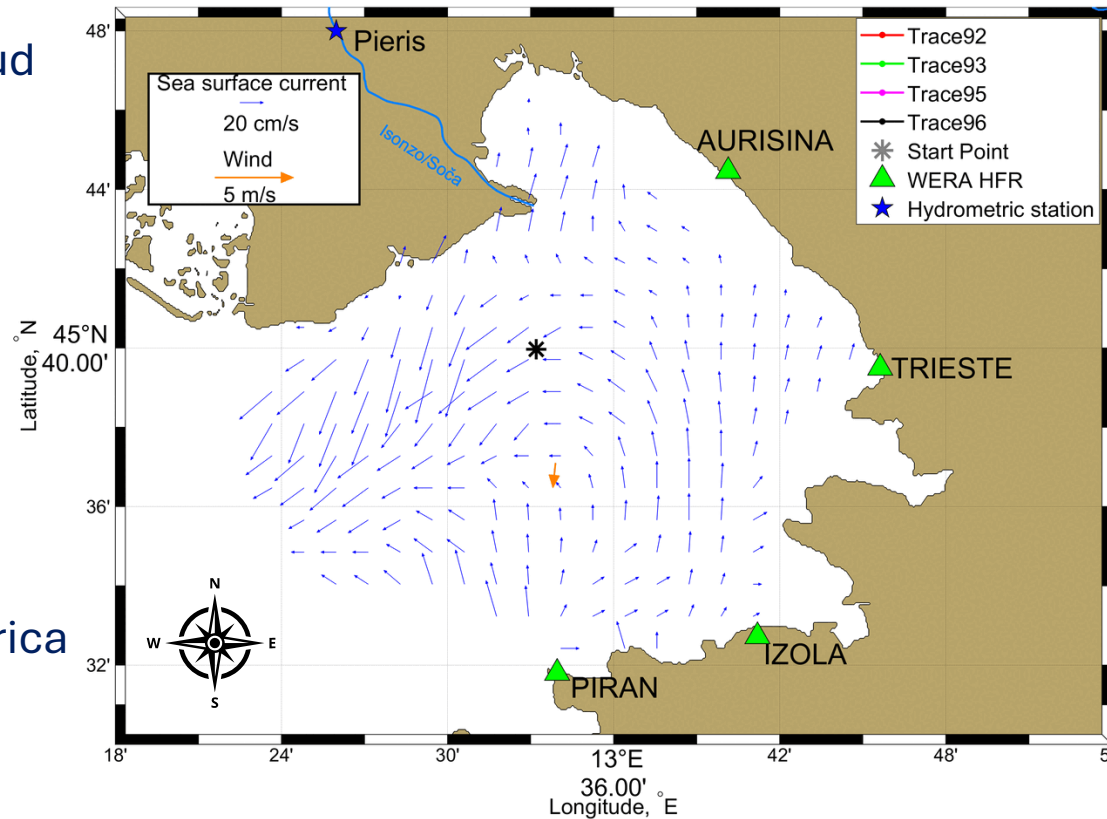 ud
rica
48'
44'
45°N
40.00'
36'
32'
Latitude, °N
18'
24'
30'
13°E
36.00'
42'
48'
5
Longitude, °E
Sea surface current
20 cm/s
Wind
5 m/s
Pieris
Isonzo/Soča
AURISINA
TRIESTE
IZOLA
PIRAN
Trace92
Trace93
Trace95
Trace96
Start Point
WERA HFR
Hydrometric station
N
W
E
S